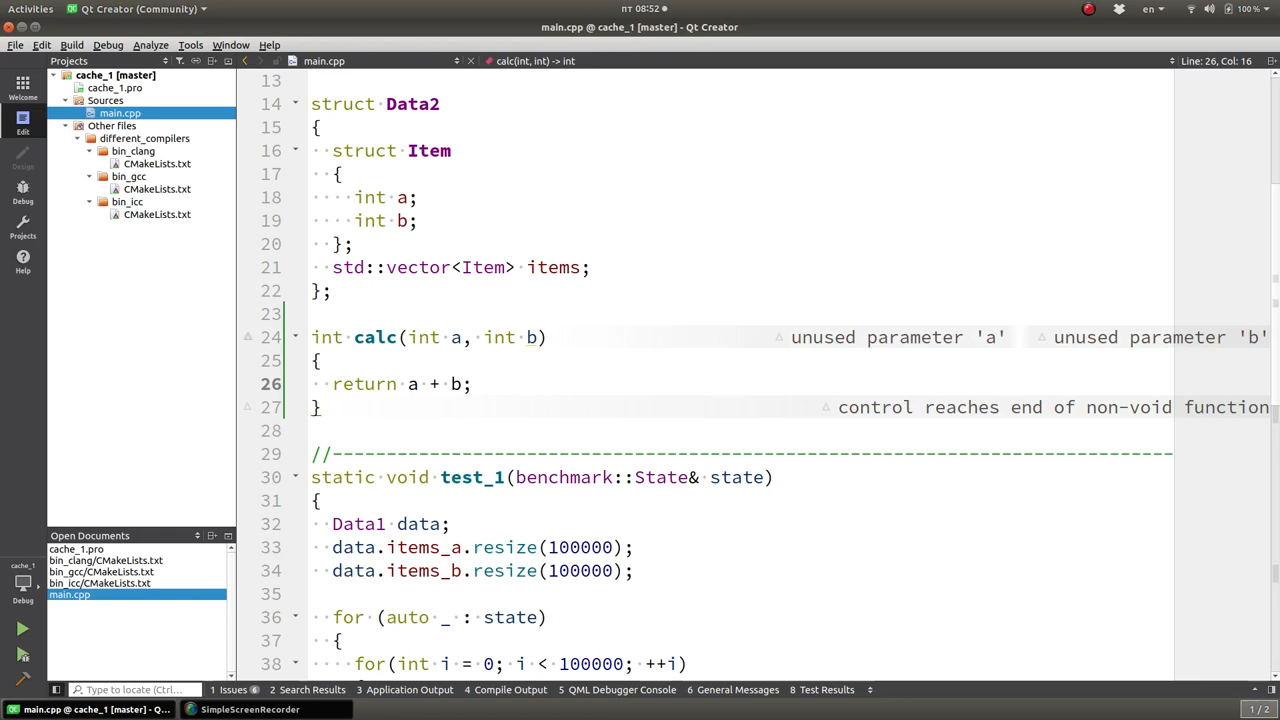 Activities Qt Creator (Community) пт 08:52 en 100 %
main.cpp @ cache_1 [master] - Qt Creator
File Edit Build Debug Analyze Tools Window Help
Projects main.cpp calc(int, int) -> int Line: 26, Col: 16
cache_1 [master]
cache_1.pro
Sources
main.cpp
Other files
different_compilers
bin_clang
CMakeLists.txt
bin_gcc
CMakeLists.txt
bin_icc
CMakeLists.txt
Welcome
Edit
Design
Debug
Projects
Help
13
14 struct Data2
15 {
16 struct Item
17 {
18 int a;
19 int b;
20 };
21 std::vector<Item> items;
22 };
23
24 int calc(int a, int b) unused parameter 'a' unused parameter 'b'
25 {
26 return a + b;
27 } control reaches end of non-void function
28
29 //------------------------------------------------------------------------------
30 static void test_1(benchmark::State& state)
31 {
32 Data1 data;
33 data.items_a.resize(100000);
34 data.items_b.resize(100000);
35
36 for (auto _ : state)
37 {
38 for(int i = 0; i < 100000; ++i)
Open Documents
cache_1.pro
bin_clang/CMakeLists.txt
bin_gcc/CMakeLists.txt
bin_icc/CMakeLists.txt
main.cpp
cache_1
Debug
Type to locate (Ctrl... 1 Issues 6 2 Search Results 3 Application Output 4 Compile Output 5 QML Debugger Console 6 General Messages 8 Test Results
main.cpp @ cache_1 [master] - Q... SimpleScreenRecorder 1 / 2